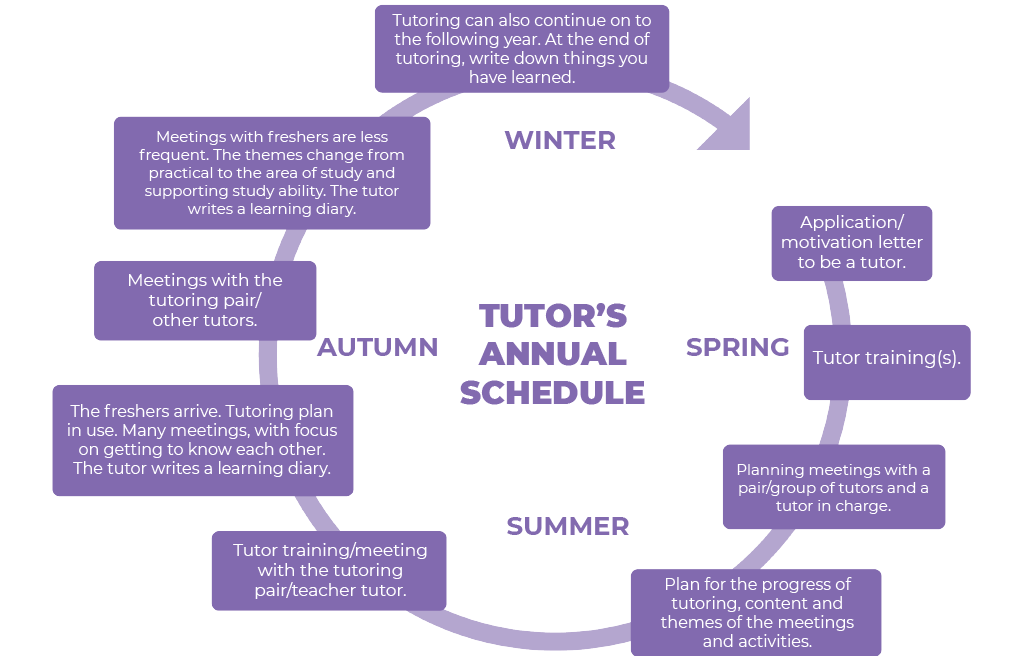 Tutoring can also continue on to
the following year. At the end of
tutoring, write down things you
have learned.
WINTER
Meetings with freshers are less
frequent. The themes change from
practical to the area of study and
supporting study ability. The tutor
writes a learning diary.
Application/
motivation letter
to be a tutor.
Meetings with the
tutoring pair/
other tutors.
TUTOR’S
ANNUAL
SCHEDULE
AUTUMN
SPRING
Tutor training(s).
The freshers arrive. Tutoring plan
in use. Many meetings, with focus
on getting to know each other.
The tutor writes a learning diary.
Planning meetings with a
pair/group of tutors and a
tutor in charge.
SUMMER
Tutor training/meeting
with the tutoring
pair/teacher tutor.
Plan for the progress of
tutoring, content and
themes of the meetings
and activities.